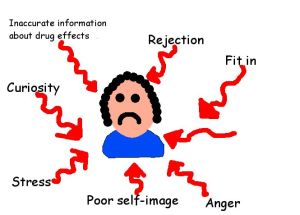 Inaccurate information
about drug effects
Rejection
Fit in
Curiosity
Stress
Poor self-image
Anger